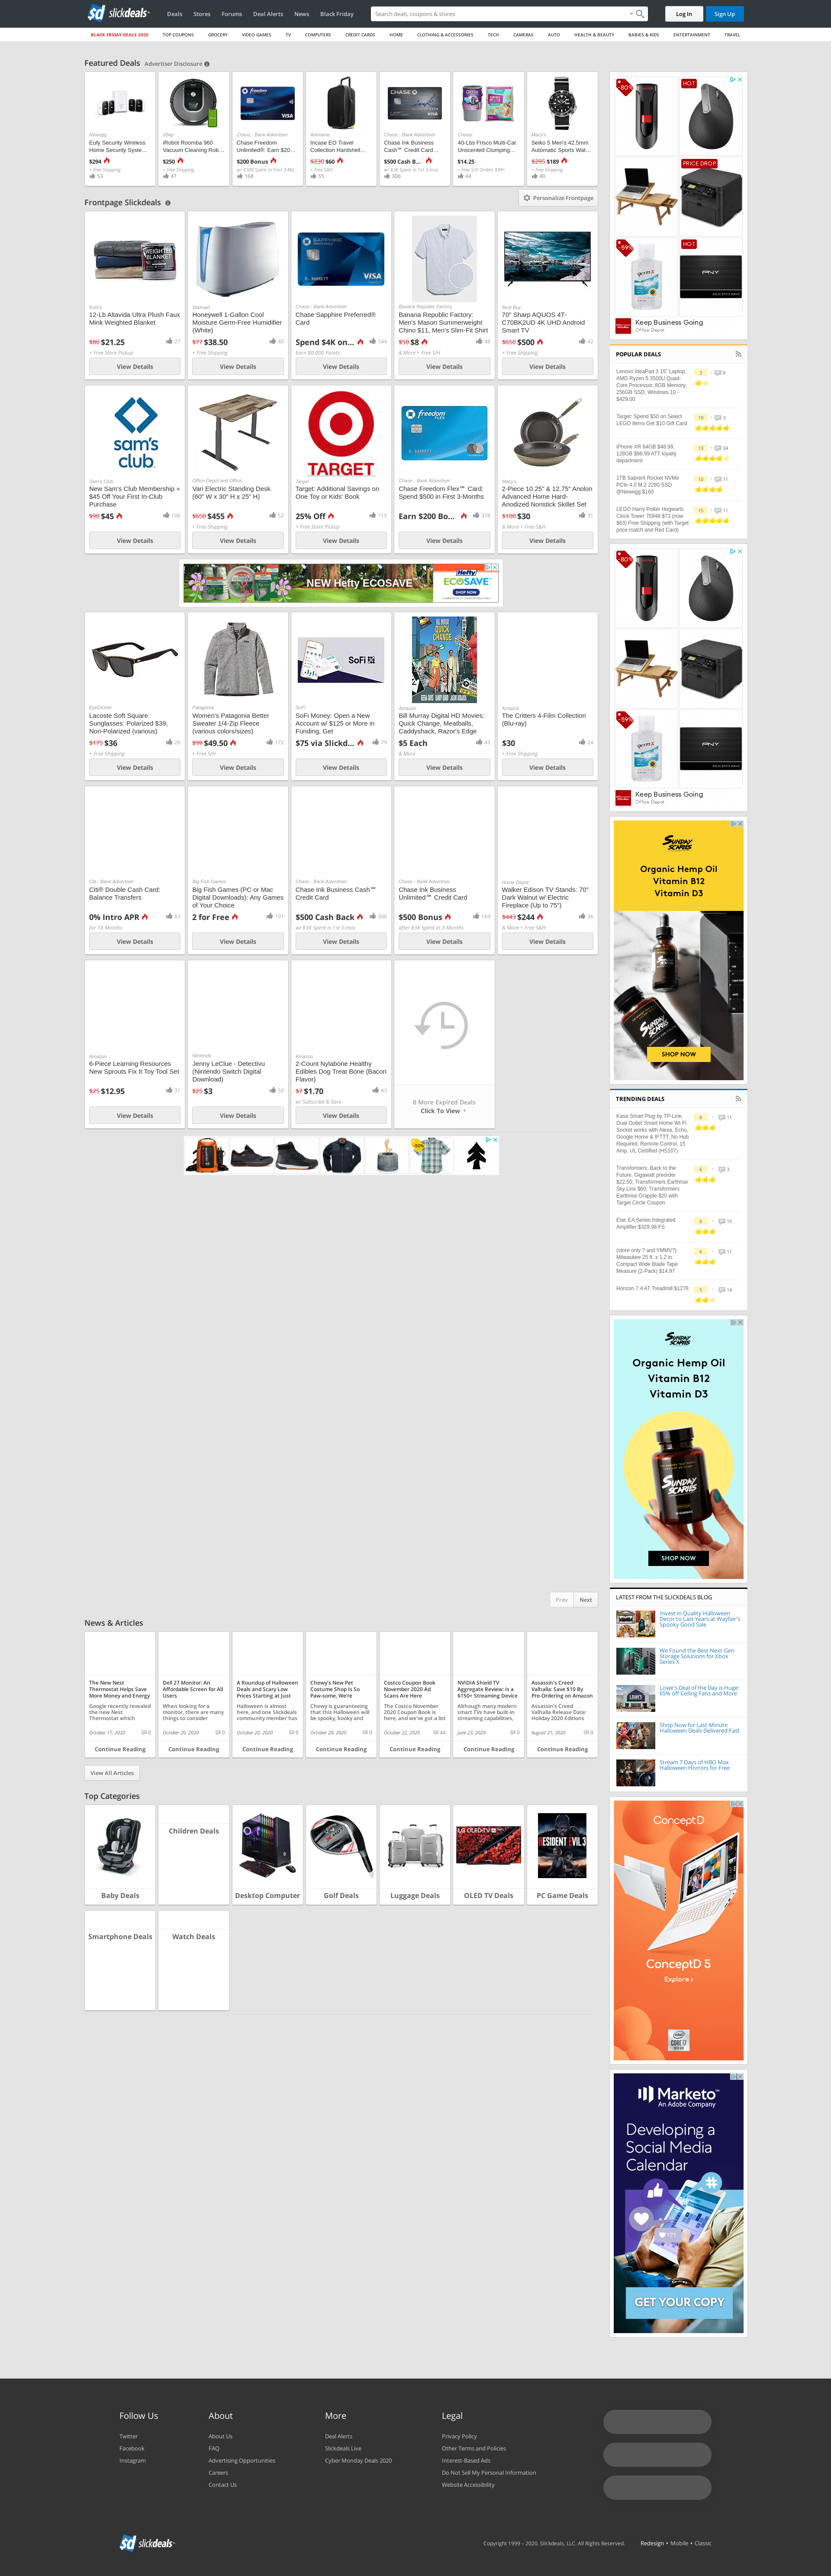 sd slickdeals
Deals Stores Forums Deal Alerts News Black Friday
Search deals, coupons & stores
Log In Sign Up
BLACK FRIDAY DEALS 2020 TOP COUPONS GROCERY VIDEO GAMES TV COMPUTERS CREDIT CARDS HOME CLOTHING & ACCESSORIES TECH CAMERAS AUTO HEALTH & BEAUTY BABIES & KIDS ENTERTAINMENT TRAVEL
Featured Deals Advertiser Disclosure
Newegg
Eufy Security Wireless
Home Security Syste...
$294
+ Free Shipping
53
eBay
iRobot Roomba 960
Vacuum Cleaning Rob...
$250
+ Free Shipping
47
Chase - Bank Advertiser
Chase Freedom
Unlimited®: Earn $20...
$200 Bonus
w/ $500 Spent in First 3-Mo...
168
Adorama
Incase EO Travel
Collection Hardshell...
$230 $60
+ Free S&H
55
Chase - Bank Advertiser
Chase Ink Business
Cash℠ Credit Card...
$500 Cash B...
w/ $3K Spent in 1st 3-mos
306
Chewy
40-Lbs Frisco Multi-Cat
Unscented Clumping...
$14.25
+ Free S/H Orders $49+
44
Macy's
Seiko 5 Men's 42.5mm
Automatic Sports Wat...
$295 $189
+ Free Shipping
40
Frontpage Slickdeals
Personalize Frontpage
Kohl's
12-Lb Altavida Ultra Plush Faux
Mink Weighted Blanket
$80 $21.25
27
+ Free Store Pickup
View Details
Walmart
Honeywell 1-Gallon Cool
Moisture Germ-Free Humidifier
(White)
$77 $38.50
40
+ Free Shipping
View Details
Chase - Bank Advertiser
Chase Sapphire Preferred®
Card
Spend $4K on...
144
Earn 80,000 Points
View Details
Banana Republic Factory
Banana Republic Factory:
Men's Mason Summerweight
Chino $11, Men's Slim-Fit Shirt
$50 $8
48
& More + Free S/H
View Details
Best Buy
70" Sharp AQUOS 4T-
C70BK2UD 4K UHD Android
Smart TV
$650 $500
42
+ Free Shipping
View Details
sam's club
Sam's Club
New Sam's Club Membership +
$45 Off Your First In-Club
Purchase
$90 $45
186
View Details
Office Depot and Office...
Vari Electric Standing Desk
(60" W x 30" H x 25" H)
$650 $455
52
+ Free Shipping
View Details
TARGET
Target
Target: Additional Savings on
One Toy or Kids' Book
25% Off
115
+ Free Store Pickup
View Details
Chase - Bank Advertiser
Chase Freedom Flex℠ Card:
Spend $500 in First 3-Months
Earn $200 Bo...
378
View Details
Macy's
2-Piece 10.25" & 12.75" Anolon
Advanced Home Hard-
Anodized Nonstick Skillet Set
$100 $30
31
& More + Free S&H
View Details
NEW Hefty ECOSAVE™
Hefty
ECOSAVE
SHOP NOW
EyeDictive
Lacoste Soft Square
Sunglasses: Polarized $39,
Non-Polarized (various)
$175 $36
26
+ Free Shipping
View Details
Patagonia
Women's Patagonia Better
Sweater 1/4-Zip Fleece
(various colors/sizes)
$99 $49.50
172
+ Free S/H
View Details
SoFi
SoFi
SoFi Money: Open a New
Account w/ $125 or More in
Funding, Get
$75 via Slickd...
79
View Details
QUICK CHANGE
Amazon
Bill Murray Digital HD Movies:
Quick Change, Meatballs,
Caddyshack, Razor's Edge
$5 Each
43
& More
View Details
Amazon
The Critters 4-Film Collection
(Blu-ray)
$30
24
+ Free Shipping
View Details
Citi - Bank Advertiser
Citi® Double Cash Card:
Balance Transfers
0% Intro APR
83
for 18 Months
View Details
Big Fish Games
Big Fish Games (PC or Mac
Digital Downloads): Any Games
of Your Choice
2 for Free
101
View Details
Chase - Bank Advertiser
Chase Ink Business Cash℠
Credit Card
$500 Cash Back
306
w/ $3K Spent in 1st 3-mos
View Details
Chase - Bank Advertiser
Chase Ink Business
Unlimited℠ Credit Card
$500 Bonus
169
after $3K Spent in 3-Months
View Details
Home Depot
Walker Edison TV Stands: 70"
Dark Walnut w/ Electric
Fireplace (Up to 75")
$443 $244
36
& More + Free S&H
View Details
Amazon
6-Piece Learning Resources
New Sprouts Fix It Toy Tool Set
$25 $12.95
31
View Details
Nintendo
Jenny LeClue - Detectivu
(Nintendo Switch Digital
Download)
$25 $3
50
View Details
Amazon
2-Count Nylabone Healthy
Edibles Dog Treat Bone (Bacon
Flavor)
$7 $1.70
43
w/ Subscribe & Save
View Details
8 More Expired Deals
Click To View
Prev Next
News & Articles
The New Nest
Thermostat Helps Save
More Money and Energy
Google recently revealed
the new Nest
Thermostat which
October 17, 2020 0
Continue Reading
Dell 27 Monitor: An
Affordable Screen for All
Users
When looking for a
monitor, there are many
things to consider
October 20, 2020 0
Continue Reading
A Roundup of Halloween
Deals and Scary Low
Prices Starting at Just
Halloween is almost
here, and one Slickdeals
community member has
October 20, 2020 0
Continue Reading
Chewy's New Pet
Costume Shop Is So
Paw-some, We're
Chewy is guaranteeing
that this Halloween will
be spooky, kooky and
October 20, 2020 0
Continue Reading
Costco Coupon Book
November 2020 Ad
Scans Are Here
The Costco November
2020 Coupon Book is
here, and we've got a list
October 22, 2020 44
Continue Reading
NVIDIA Shield TV
Aggregate Review: Is a
$150+ Streaming Device
Although many modern
smart TVs have built-in
streaming capabilities,
June 23, 2020 0
Continue Reading
Assassin's Creed
Valhalla: Save $10 By
Pre-Ordering on Amazon
Assassin's Creed
Valhalla Release Date:
Holiday 2020 Editions
August 21, 2020 0
Continue Reading
View All Articles
Top Categories
Baby Deals
Children Deals
Desktop Computer
Golf Deals
Luggage Deals
LG OLED TV
OLED TV Deals
RESIDENT EVIL 3
PC Game Deals
Smartphone Deals
Watch Deals
-80%
HOT
PRICE DROP
-59%
HOT
PNY
Keep Business Going
Office Depot
POPULAR DEALS
Lenovo IdeaPad 3 15" Laptop,
AMD Ryzen 5 3500U Quad-
Core Processor, 8GB Memory,
256GB SSD, Windows 10 -
$429.00
3 8
Target: Spend $50 on Select
LEGO Items Get $10 Gift Card
19 3
iPhone XR 64GB $48.99,
128GB $98.99 ATT loyalty
department
13 34
1TB Sabrent Rocket NVMe
PCIe 4.0 M.2 2280 SSD
@Newegg $160
10 11
LEGO Harry Potter Hogwarts
Clock Tower 75948 $73 (now
$63) Free Shipping (with Target
price match and Red Card)
15 11
-80%
-59%
PNY
Keep Business Going
Office Depot
SUNDAY SCARIES
Organic Hemp Oil
Vitamin B12
Vitamin D3
SUNDAY SCARIES
SHOP NOW
TRENDING DEALS
Kasa Smart Plug by TP-Link,
Dual Outlet Smart Home Wi-Fi
Socket works with Alexa, Echo,
Google Home & IFTTT, No Hub
Required, Remote Control, 15
Amp, UL Certified (HS107)
6 11
Transformers: Back to the
Future, Gigawatt preorder
$22.50; Transformers Earthrise
Sky Linx $60; Transformers
Earthrise Grapple $20 with
Target Circle Coupon
6 3
Elac EA Series Integrated
Amplifier $329.98 FS
6 10
(store only ? and YMMV?)
Milwaukee 25 ft. x 1.2 in.
Compact Wide Blade Tape
Measure (2-Pack) $14.97
6 11
Horizon 7.4 AT Treadmill $1278
5 14
SUNDAY SCARIES
Organic Hemp Oil
Vitamin B12
Vitamin D3
SUNDAY SCARIES
SHOP NOW
LATEST FROM THE SLICKDEALS BLOG
Invest in Quality Halloween
Decor to Last Years at Wayfair's
Spooky Good Sale
We Found the Best Next-Gen
Storage Solutions for Xbox
Series X
Lowe's Deal of the Day is Huge:
65% off Ceiling Fans and More
Shop Now for Last-Minute
Halloween Deals Delivered Fast
Stream 7 Days of HBO Max
Halloween Horrors for Free
ConceptD
ConceptD 5
Explore ›
Marketo™
An Adobe Company
Developing a
Social Media
Calendar
171
GET YOUR COPY
Follow Us
Twitter
Facebook
Instagram
About
About Us
FAQ
Advertising Opportunities
Careers
Contact Us
More
Deal Alerts
Slickdeals Live
Cyber Monday Deals 2020
Legal
Privacy Policy
Other Terms and Policies
Interest-Based Ads
Do Not Sell My Personal Information
Website Accessibility
sd slickdeals
Copyright 1999 - 2020. Slickdeals, LLC. All Rights Reserved. Redesign • Mobile • Classic